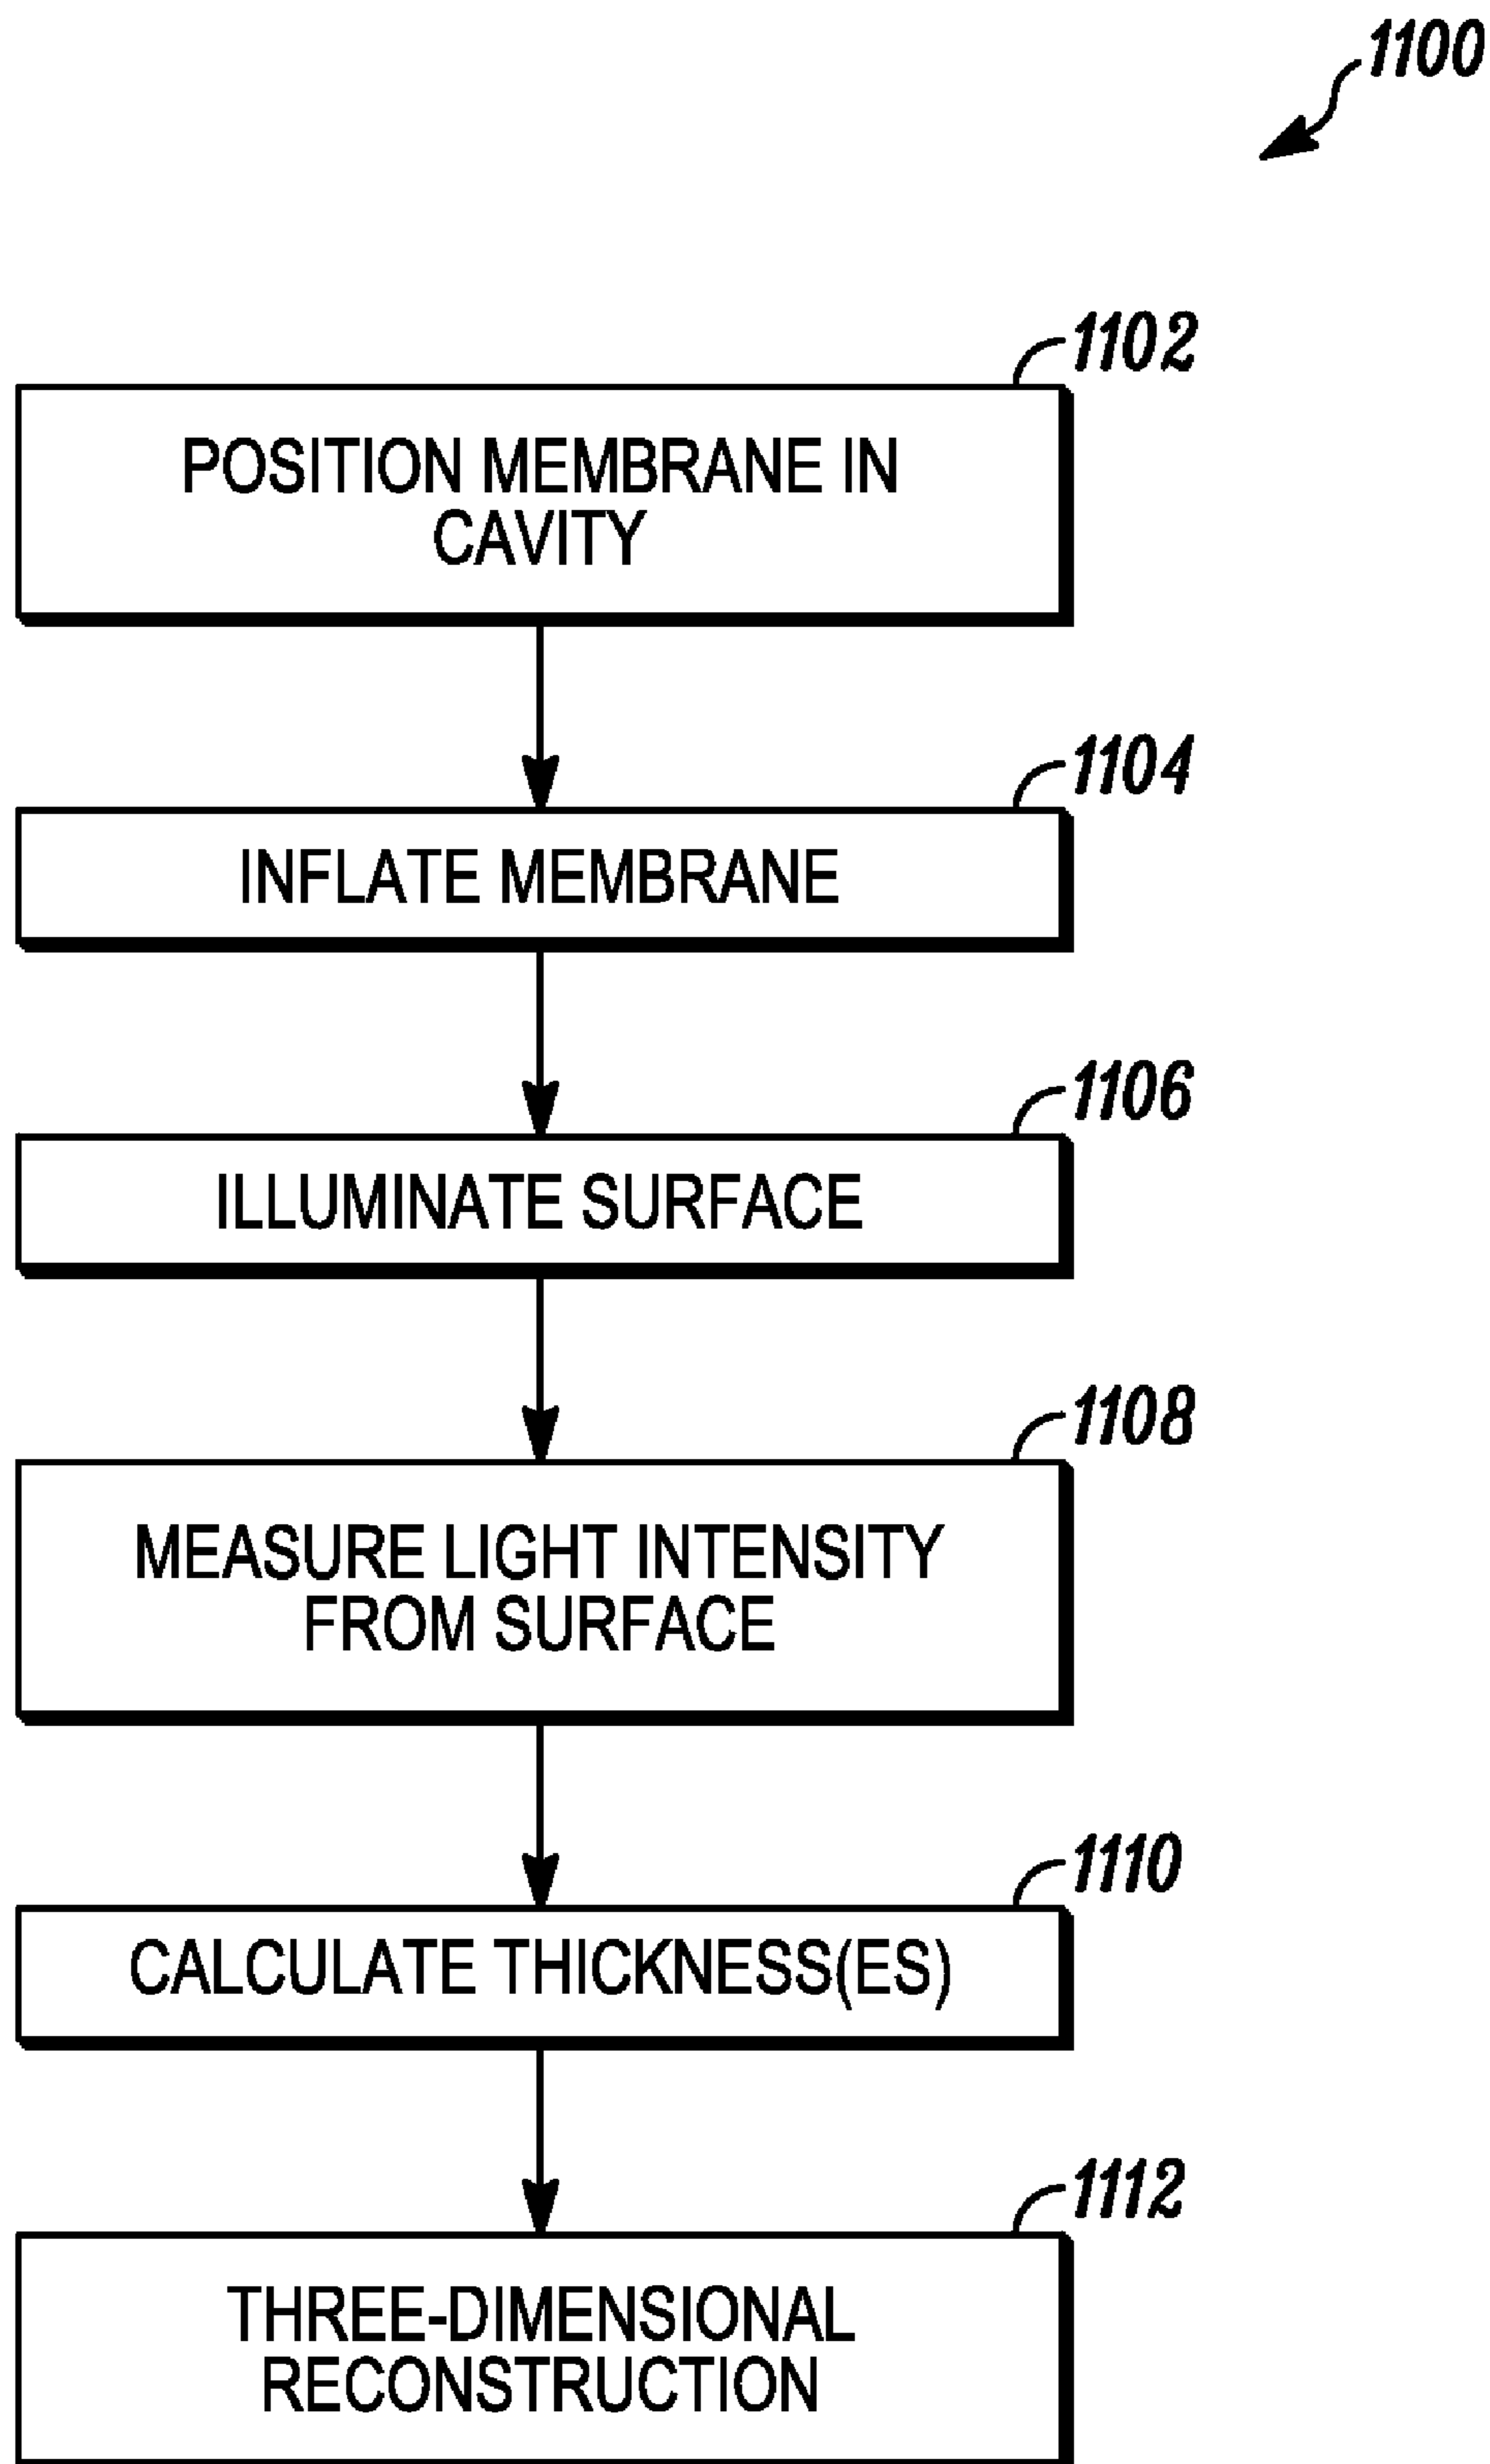 1100
1102
POSITION MEMBRANE IN
CAVITY
1104
INFLATE MEMBRANE
1106
ILLUMINATE SURFACE
1108
MEASURE LIGHT INTENSITY
FROM SURFACE
1110
CALCULATE THICKNESS(ES)
1112
THREE-DIMENSIONAL
RECONSTRUCTION